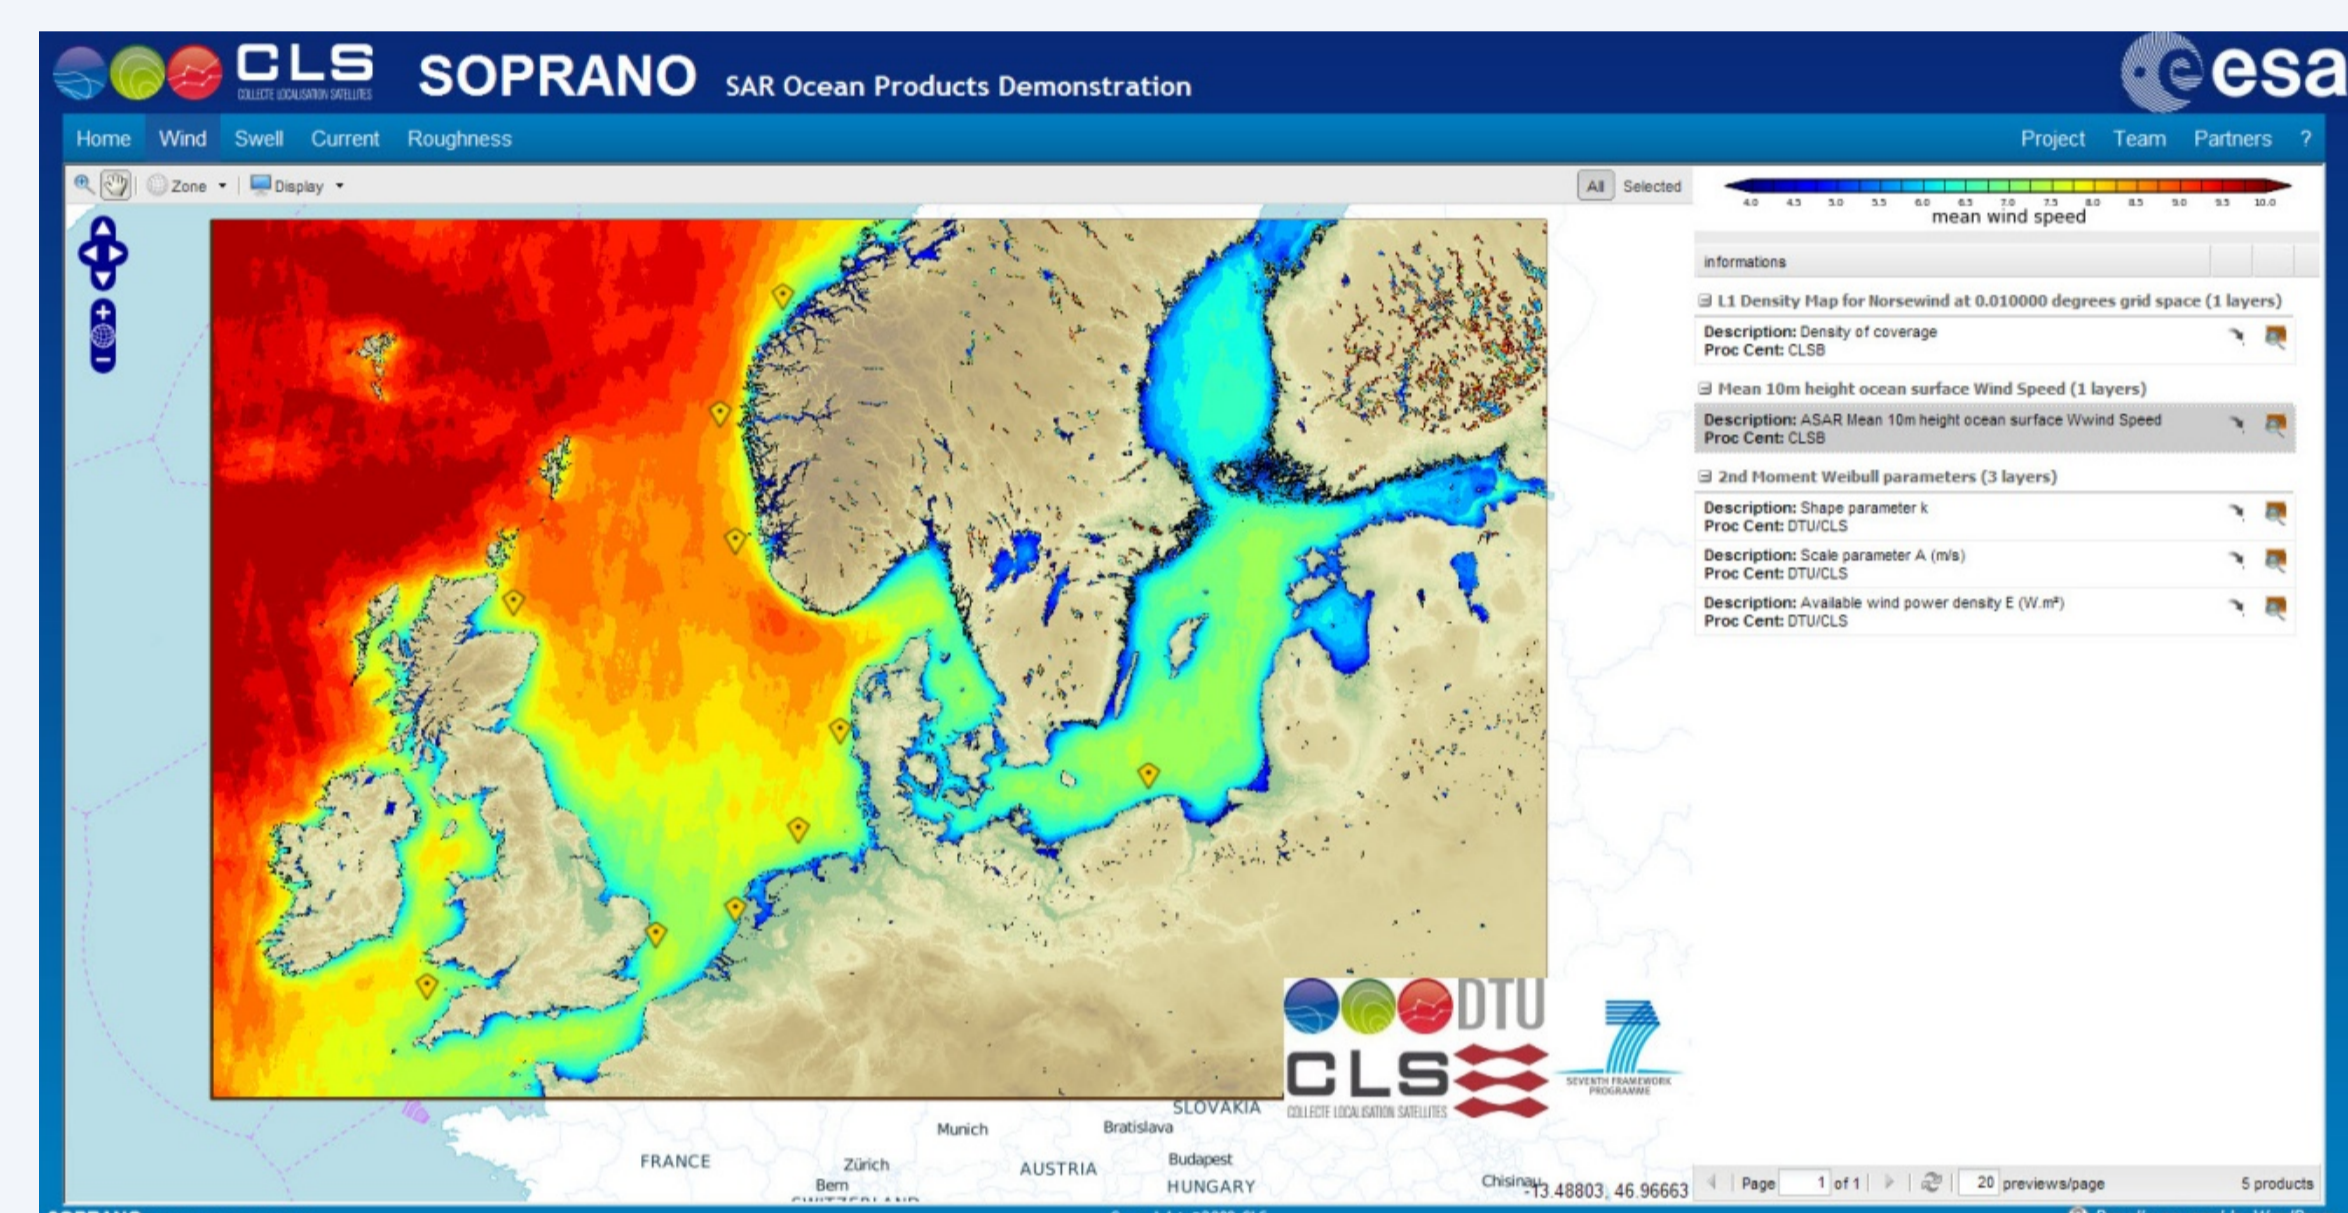 CLS
COLLECTE LOCALISATION SATELLITES
SOPRANO SAR Ocean Products Demonstration
esa
Home Wind Swell Current Roughness Project Team Partners ?
Zone Display All Selected
4.0 4.5 5.0 5.5 6.0 6.5 7.0 7.5 8.0 8.5 9.0 9.5 10.0
mean wind speed
informations
L1 Density Map for Norsewind at 0.010000 degrees grid space (1 layers)
Description: Density of coverage
Proc Cent: CLSB
Mean 10m height ocean surface Wind Speed (1 layers)
Description: ASAR Mean 10m height ocean surface Wwind Speed
Proc Cent: CLSB
2nd Moment Weibull parameters (3 layers)
Description: Shape parameter k
Proc Cent: DTU/CLS
Description: Scale parameter A (m/s)
Proc Cent: DTU/CLS
Description: Available wind power density E (W.m²)
Proc Cent: DTU/CLS
DTU
CLS
COLLECTE LOCALISATION SATELLITES
SEVENTH FRAMEWORK
PROGRAMME
SLOVAKIA
Munich Bratislava
FRANCE Zürich AUSTRIA Budapest
Bern HUNGARY Chisinau
-13.48803, 46.96663
Page 1 of 1 20 previews/page 5 products